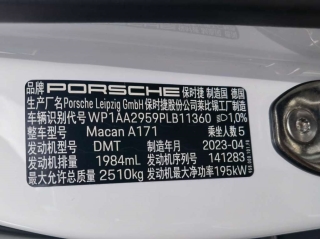 品牌 PORSCHE 保时捷 制造国 德国
生产厂名 Porsche Leipzig GmbH 保时捷股份公司莱比锡工厂制造
车辆识别代号 WP1AA2959PLB11360 gD1,0%
整车型号 Macan A171 乘坐人数 5
发动机型号 DMT 制造年月 2023-04
发动机排量 1984mL 发动机序列号 141283
最大允许总质量 2510kg 发动机最大净功率 195kW